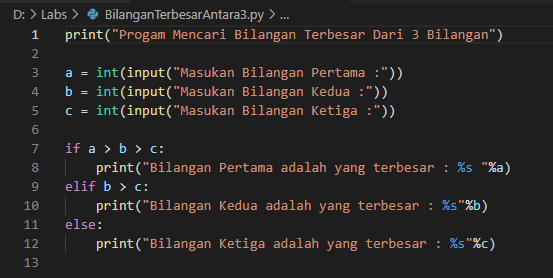 D: > Labs > BilanganTerbesarAntara3.py > ...
1 print("Progam Mencari Bilangan Terbesar Dari 3 Bilangan")
2
3 a = int(input("Masukan Bilangan Pertama :"))
4 b = int(input("Masukan Bilangan Kedua :"))
5 c = int(input("Masukan Bilangan Ketiga :"))
6
7 if a > b > c:
8     print("Bilangan Pertama adalah yang terbesar : %s "%a)
9 elif b > c:
10     print("Bilangan Kedua adalah yang terbesar : %s"%b)
11 else:
12     print("Bilangan Ketiga adalah yang terbesar : %s"%c)
13